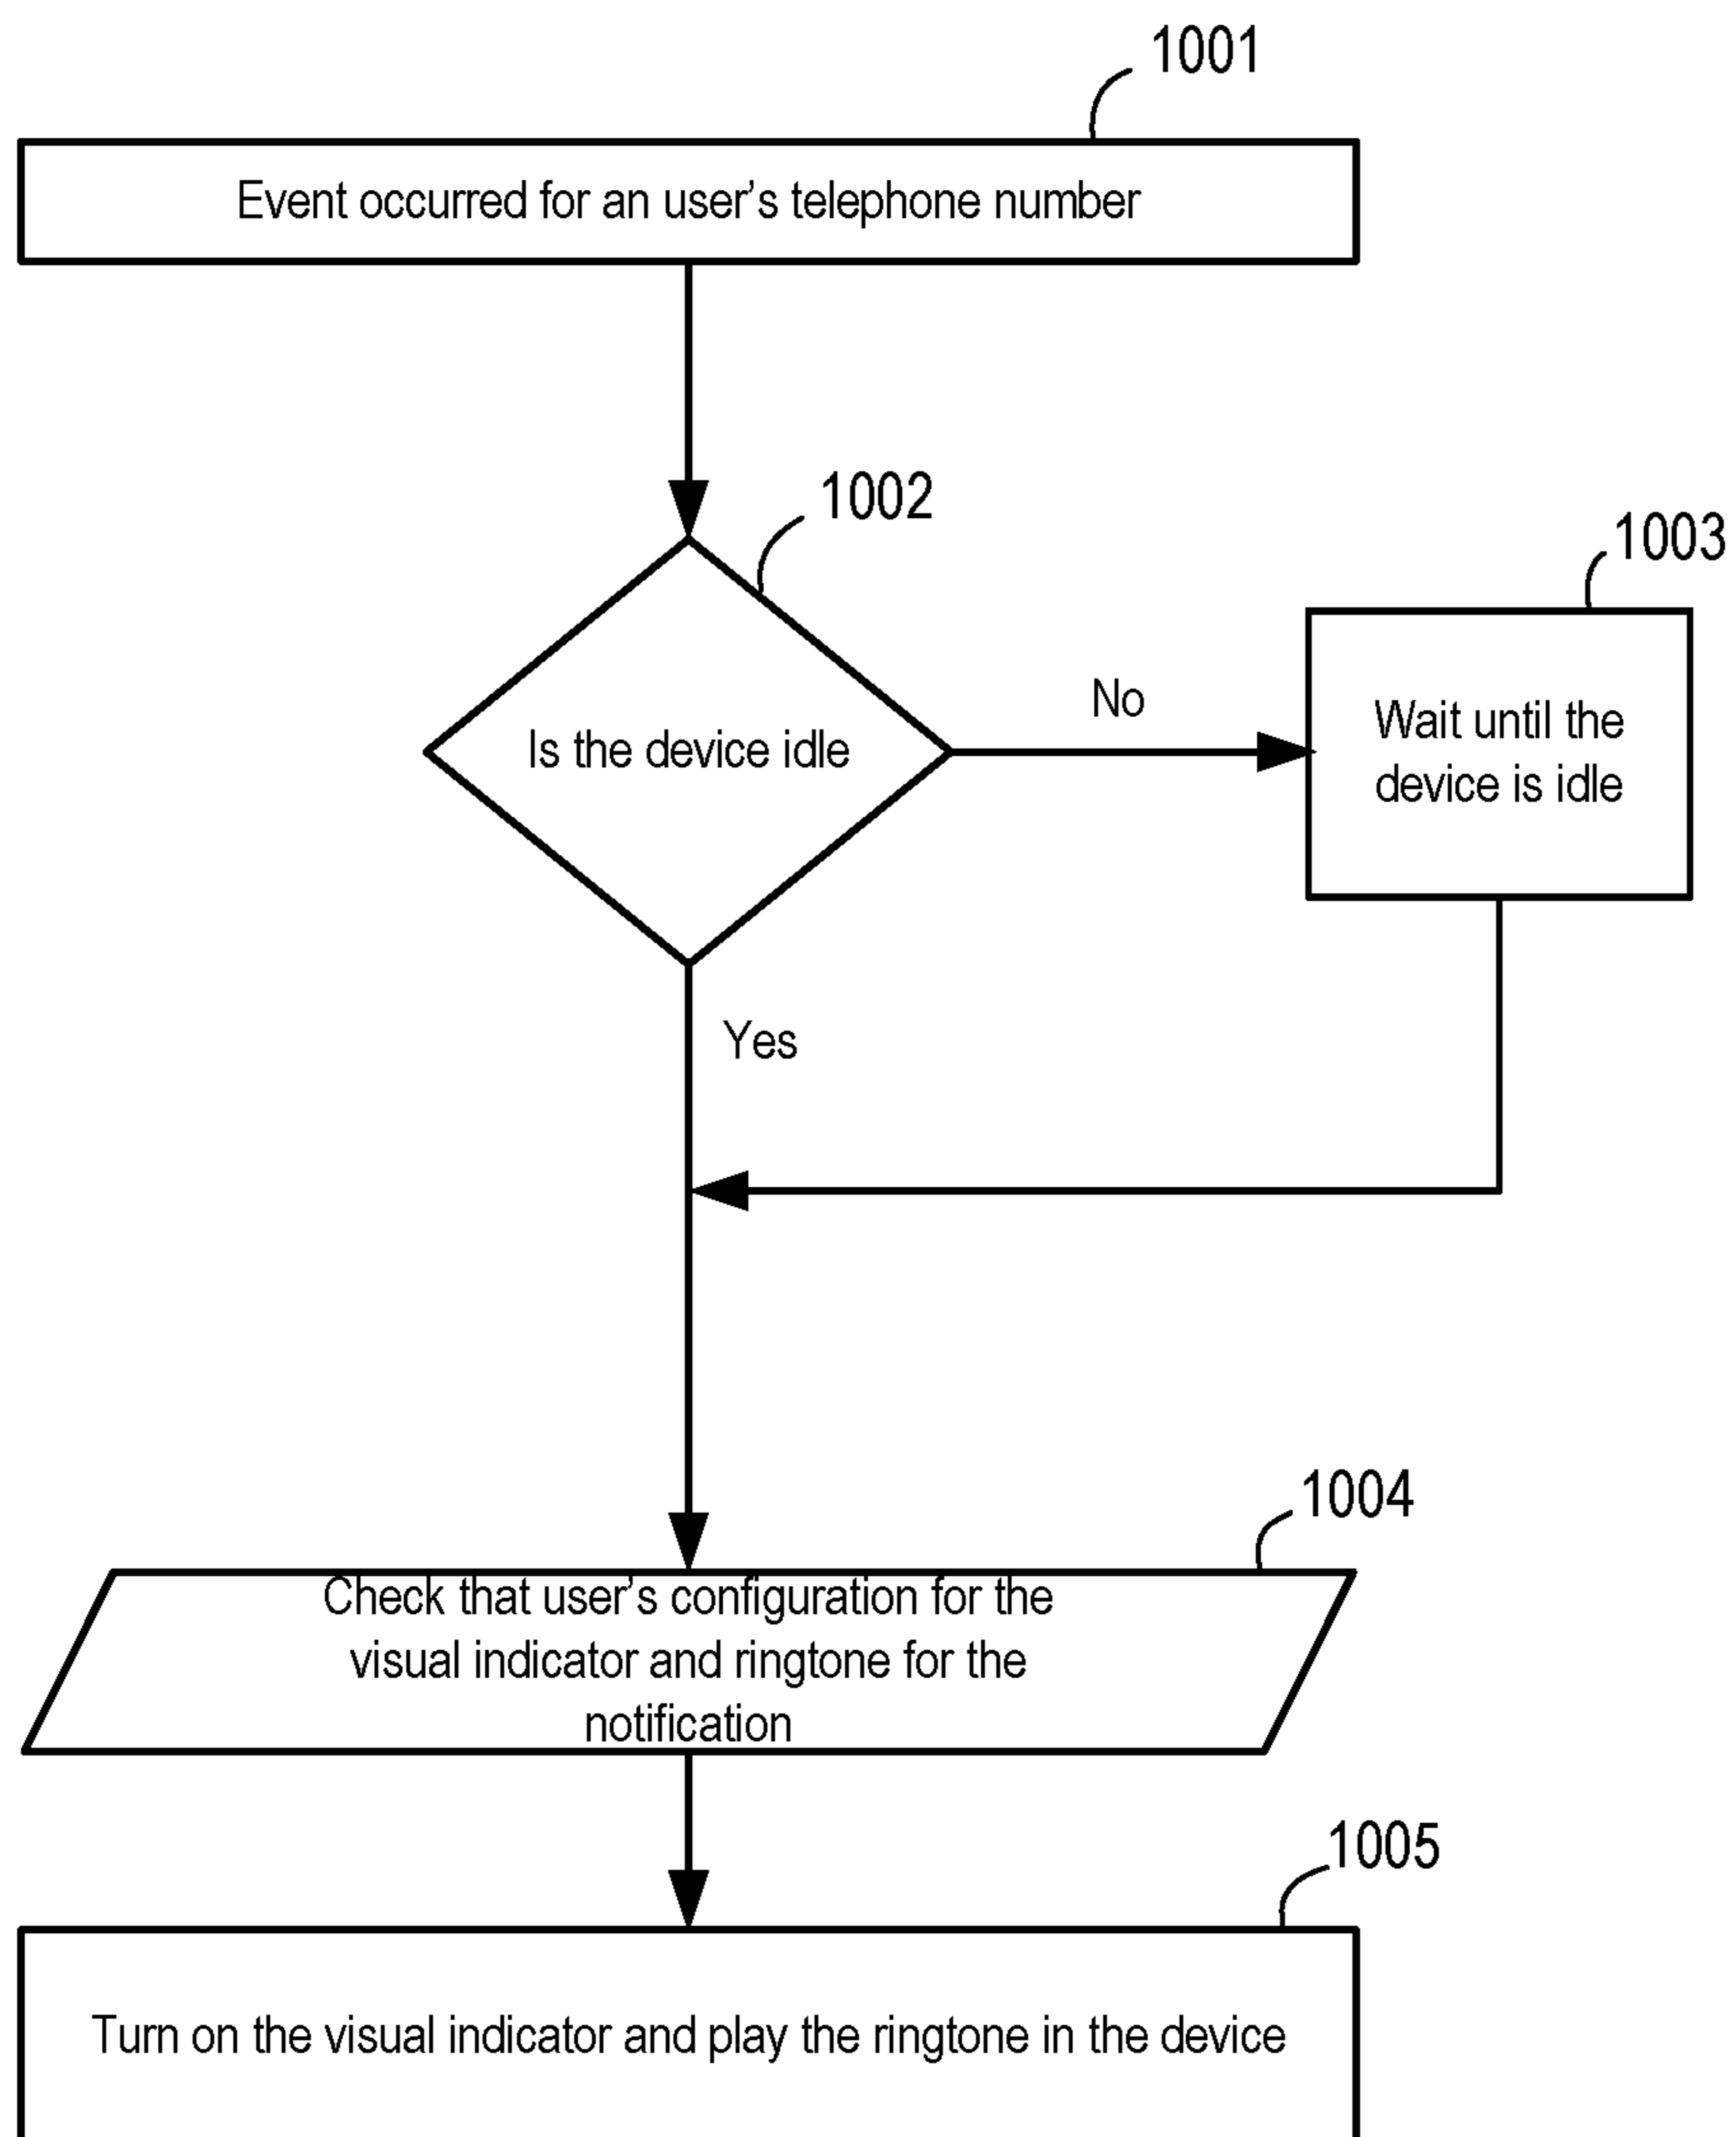 1001
Event occurred for an user's telephone number
1002
1003
Is the device idle
No
Wait until the
device is idle
Yes
1004
Check that user's configuration for the
visual indicator and ringtone for the
notification
1005
Turn on the visual indicator and play the ringtone in the device